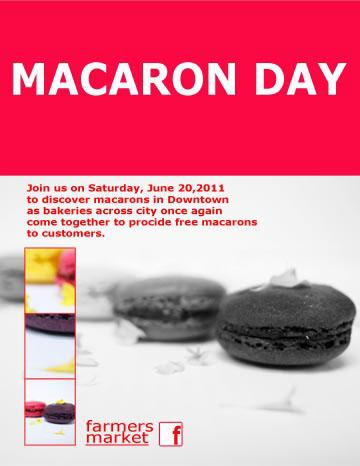 MACARON DAY
Join us on Saturday, June 20,2011
to discover macarons in Downtown
as bakeries across city once again
come together to procide free macarons
to customers.
farmers
market
f